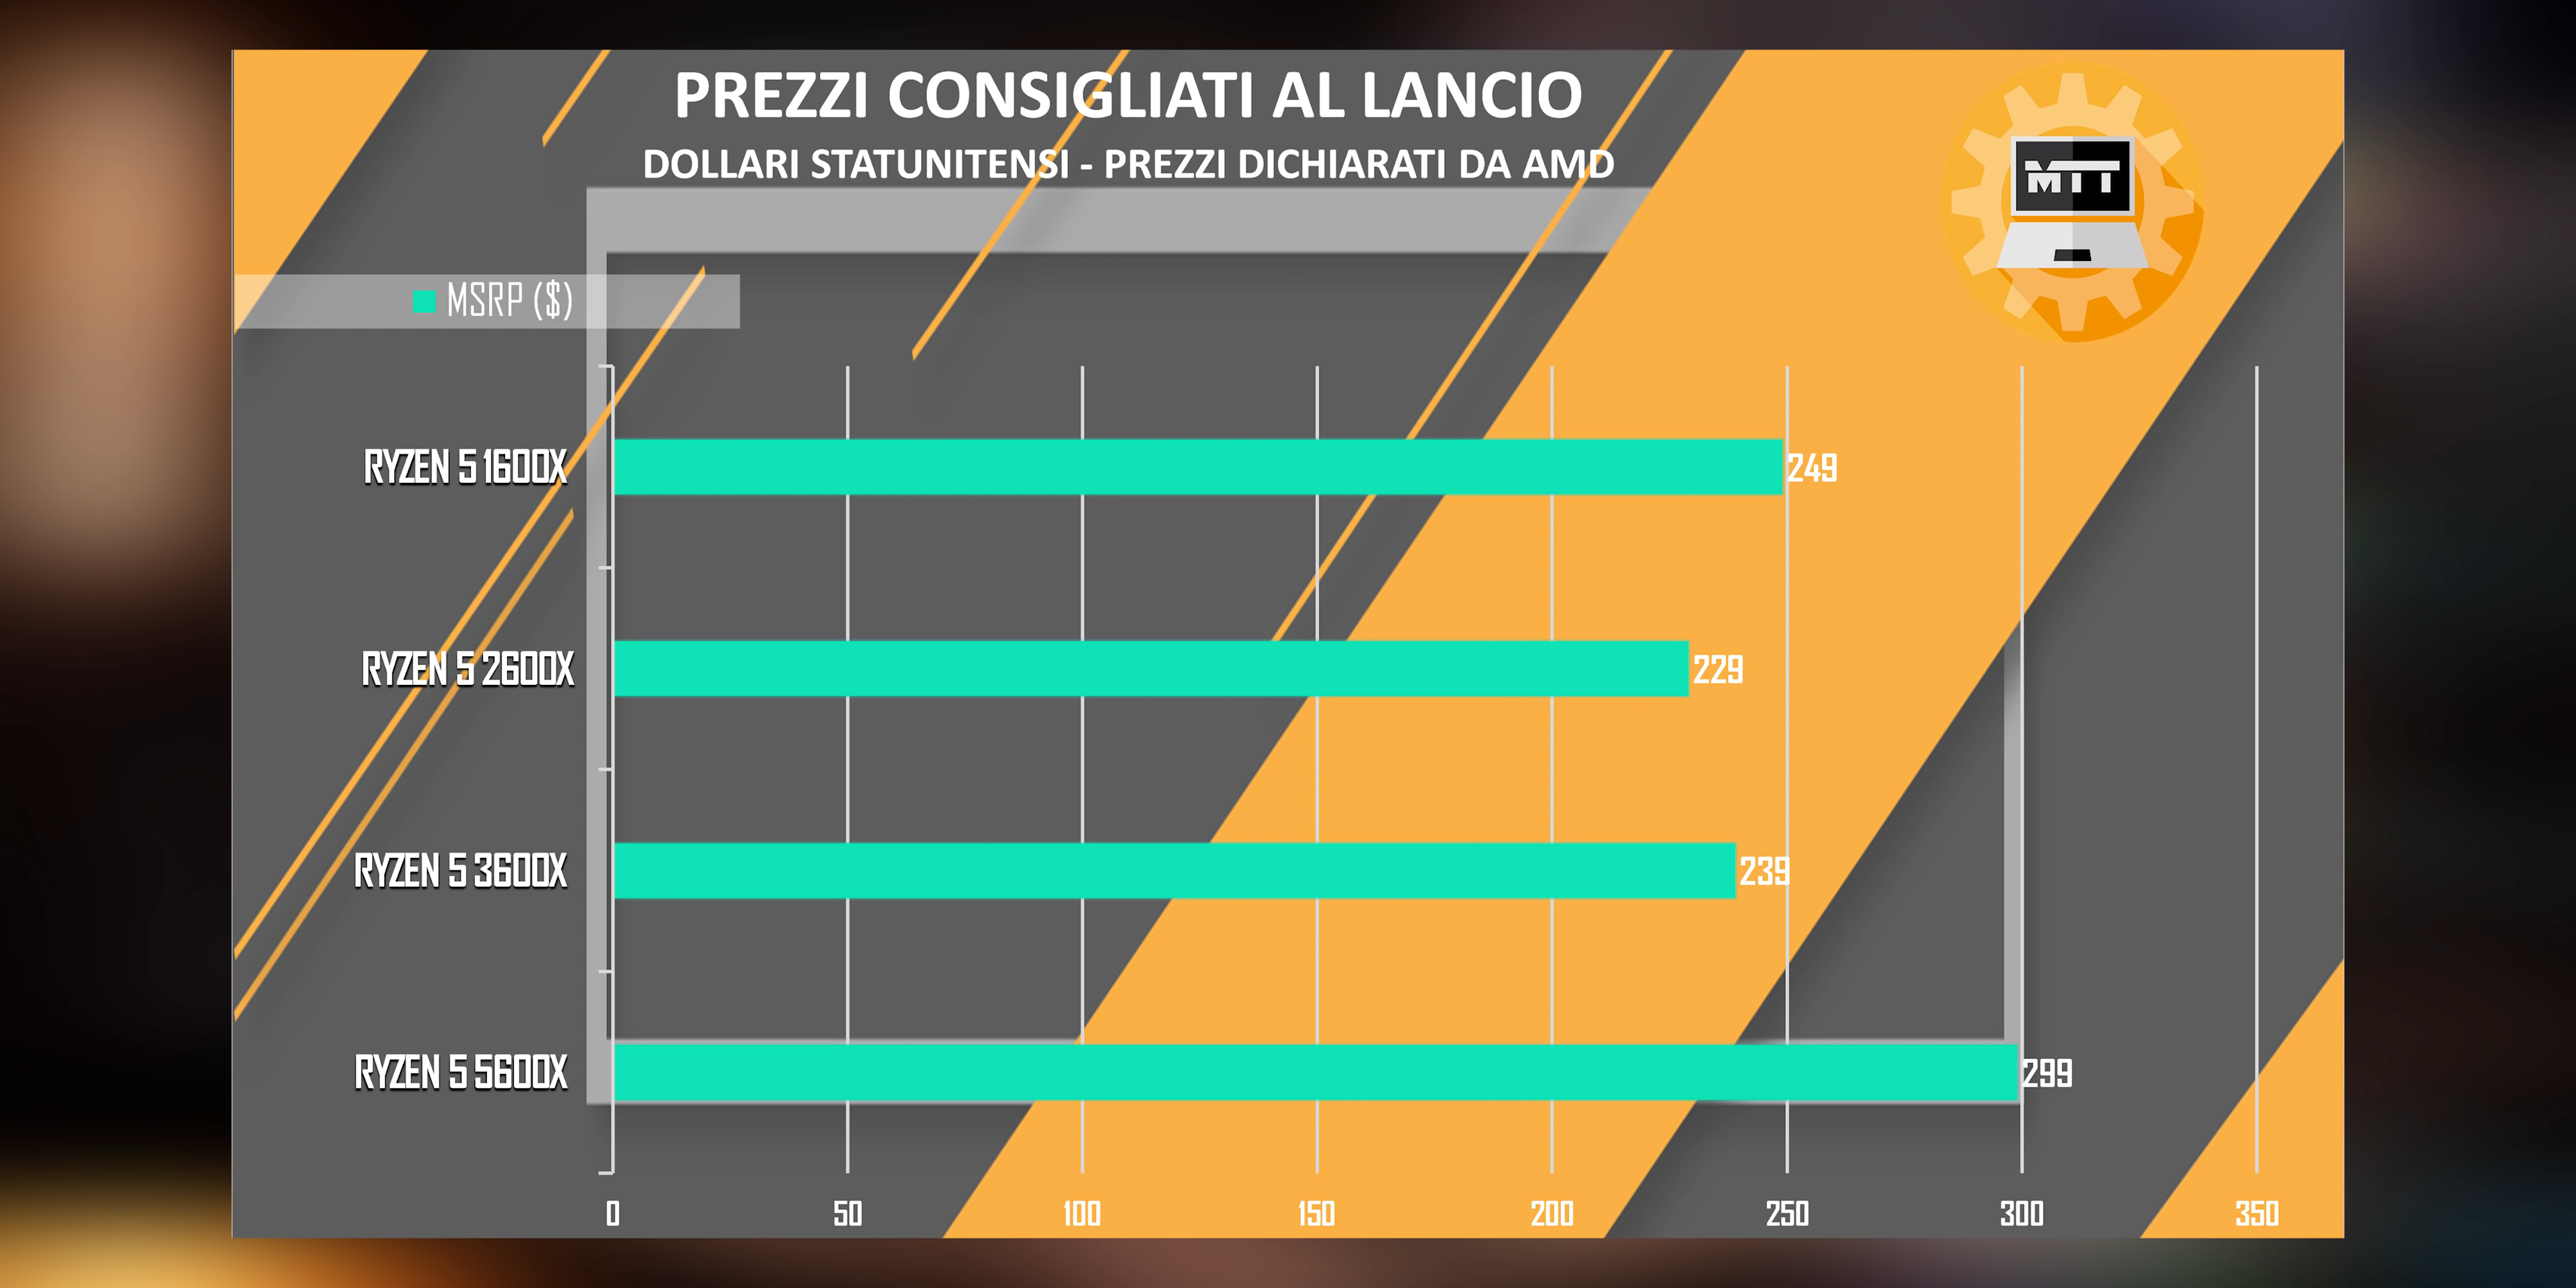 PREZZI CONSIGLIATI AL LANCIO
DOLLARI STATUNITENSI - PREZZI DICHIARATI DA AMD
MTT
MSRP ($)
RYZEN 5 1600X 249
RYZEN 5 2600X 229
RYZEN 5 3600X 239
RYZEN 5 5600X 299
0 50 100 150 200 250 300 350